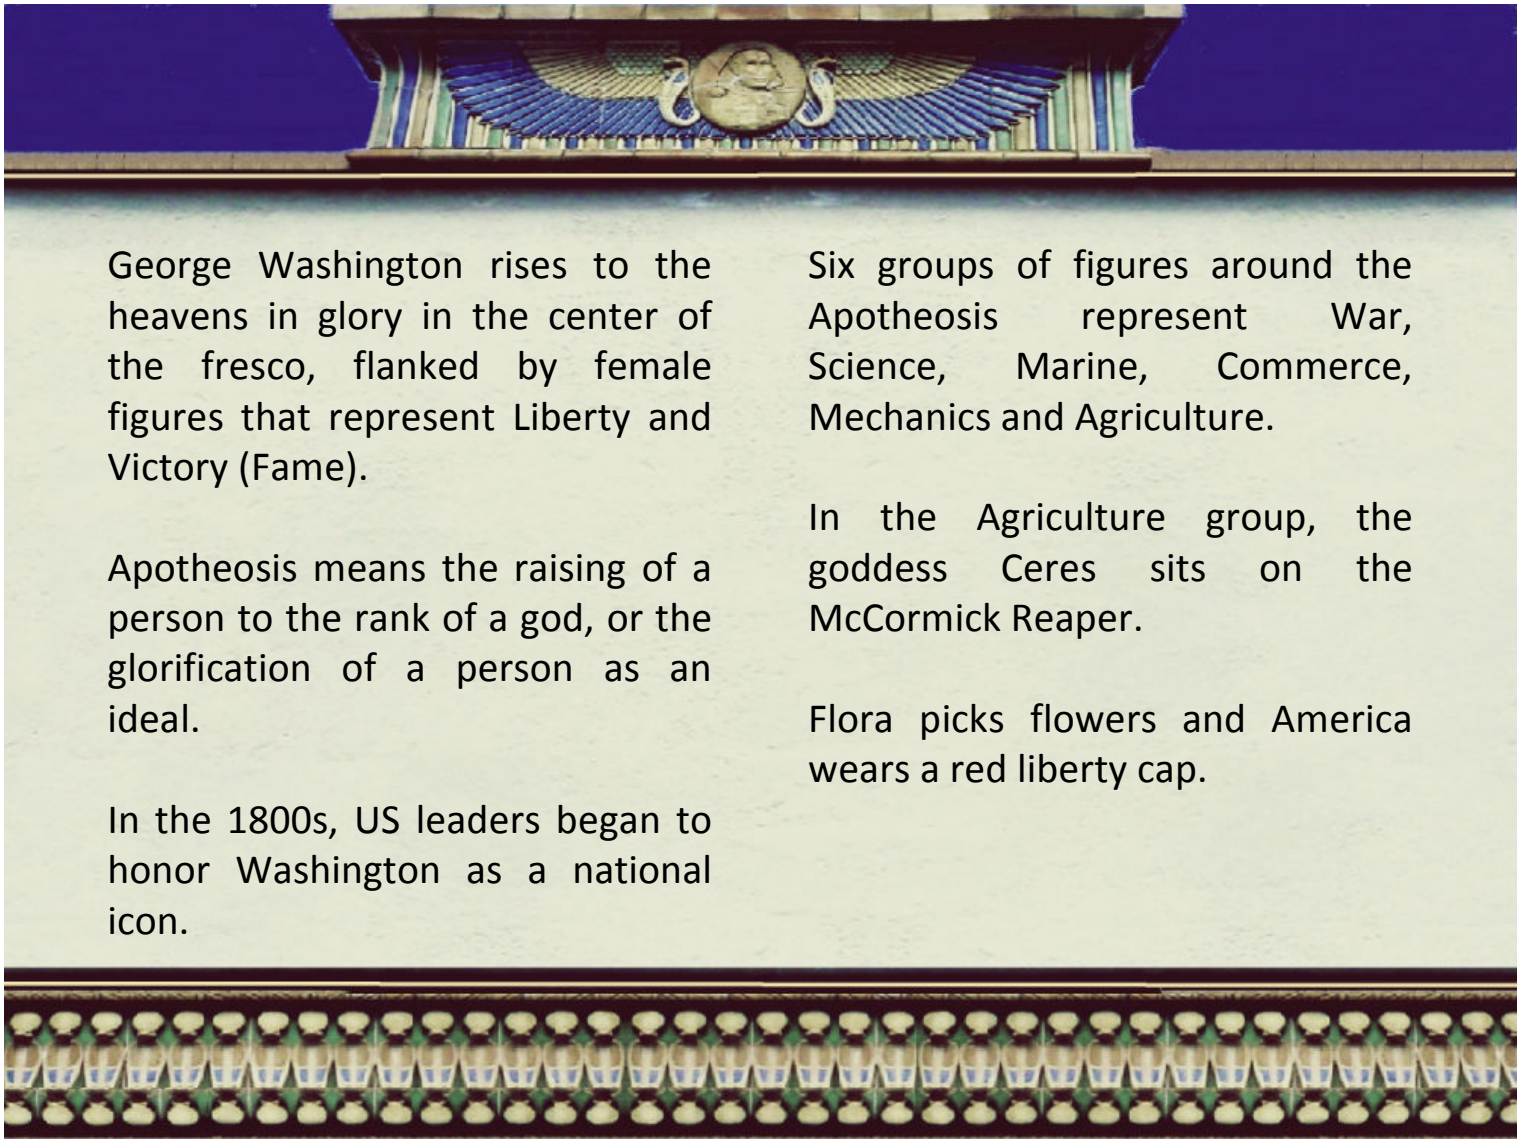 George Washington rises to the
heavens in glory in the center of
the fresco, flanked by female
figures that represent Liberty and
Victory (Fame).
Apotheosis means the raising of a
person to the rank of a god, or the
glorification of a person as an
ideal.
In the 1800s, US leaders began to
honor Washington as a national
icon.
Six groups of figures around the
Apotheosis represent War,
Science, Marine, Commerce,
Mechanics and Agriculture.
In the Agriculture group, the
goddess Ceres sits on the
McCormick Reaper.
Flora picks flowers and America
wears a red liberty cap.